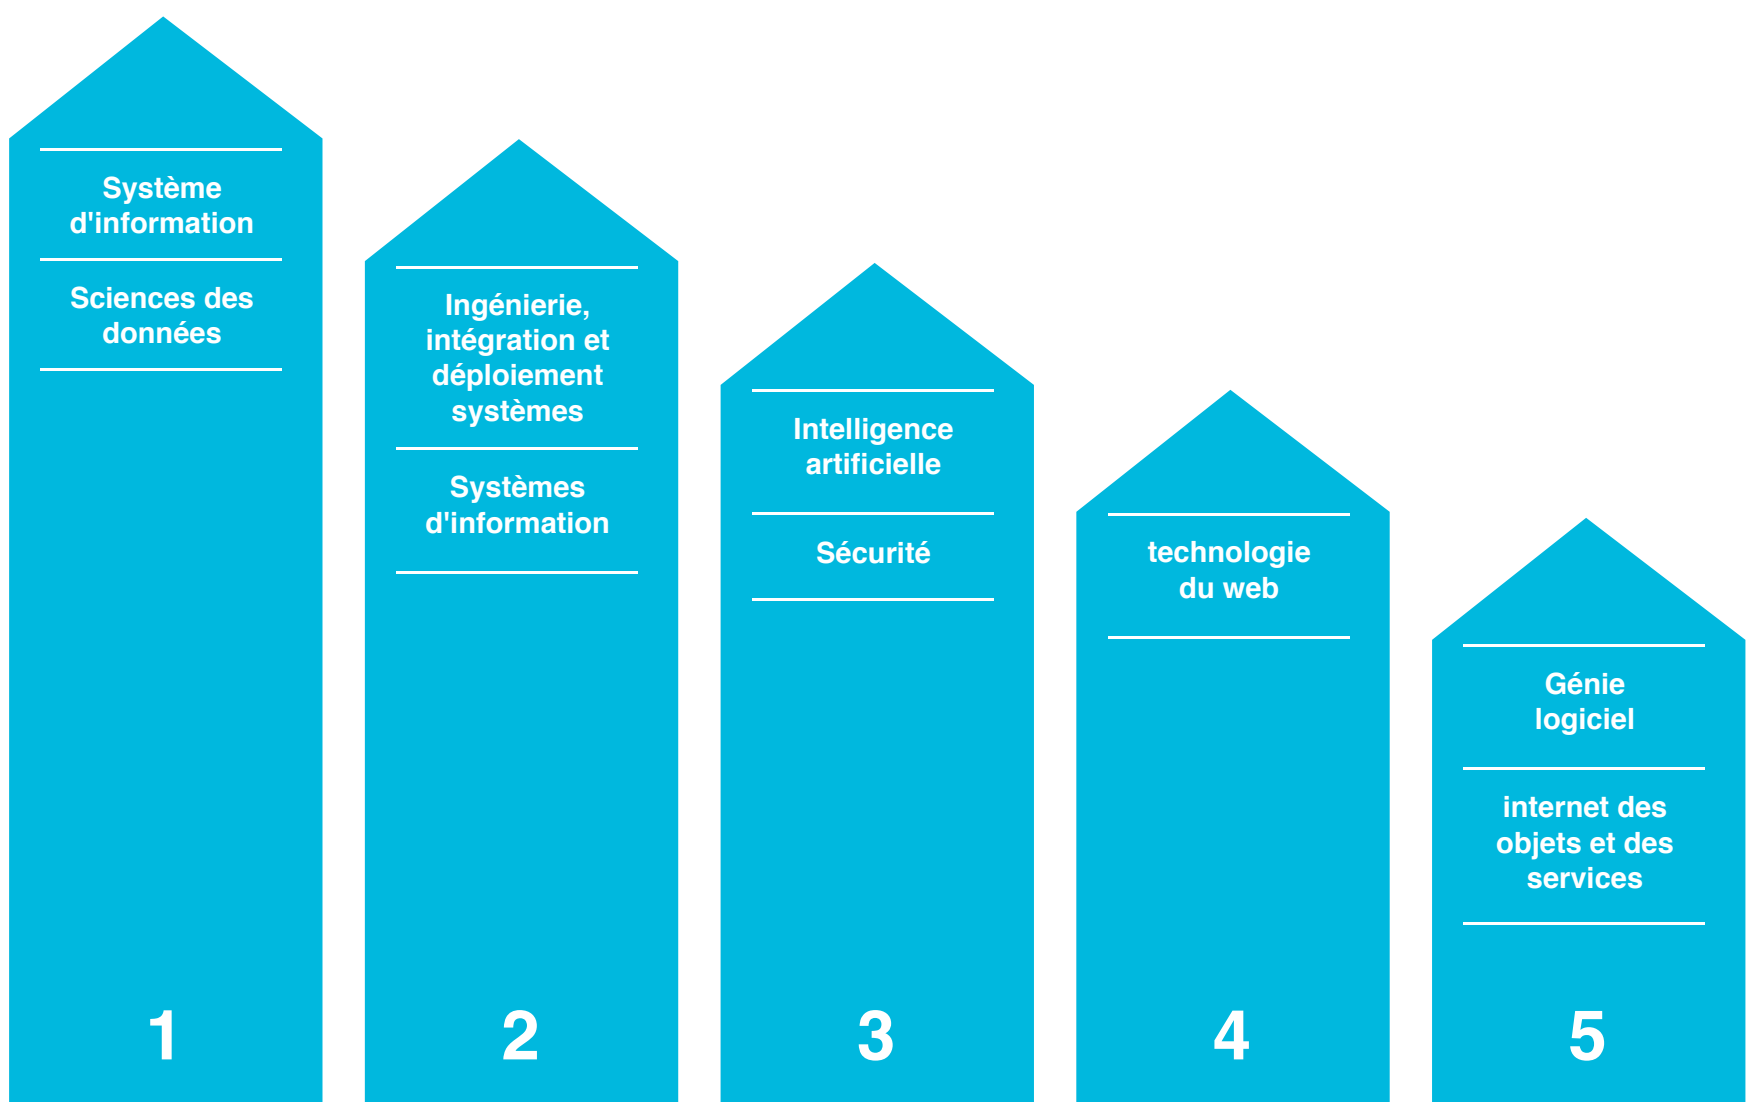 Système
d'information
Sciences des
données
1
Ingénierie,
intégration et
déploiement
systèmes
Systèmes
d'information
2
Intelligence
artificielle
Sécurité
3
technologie
du web
4
Génie
logiciel
internet des
objets et des
services
5